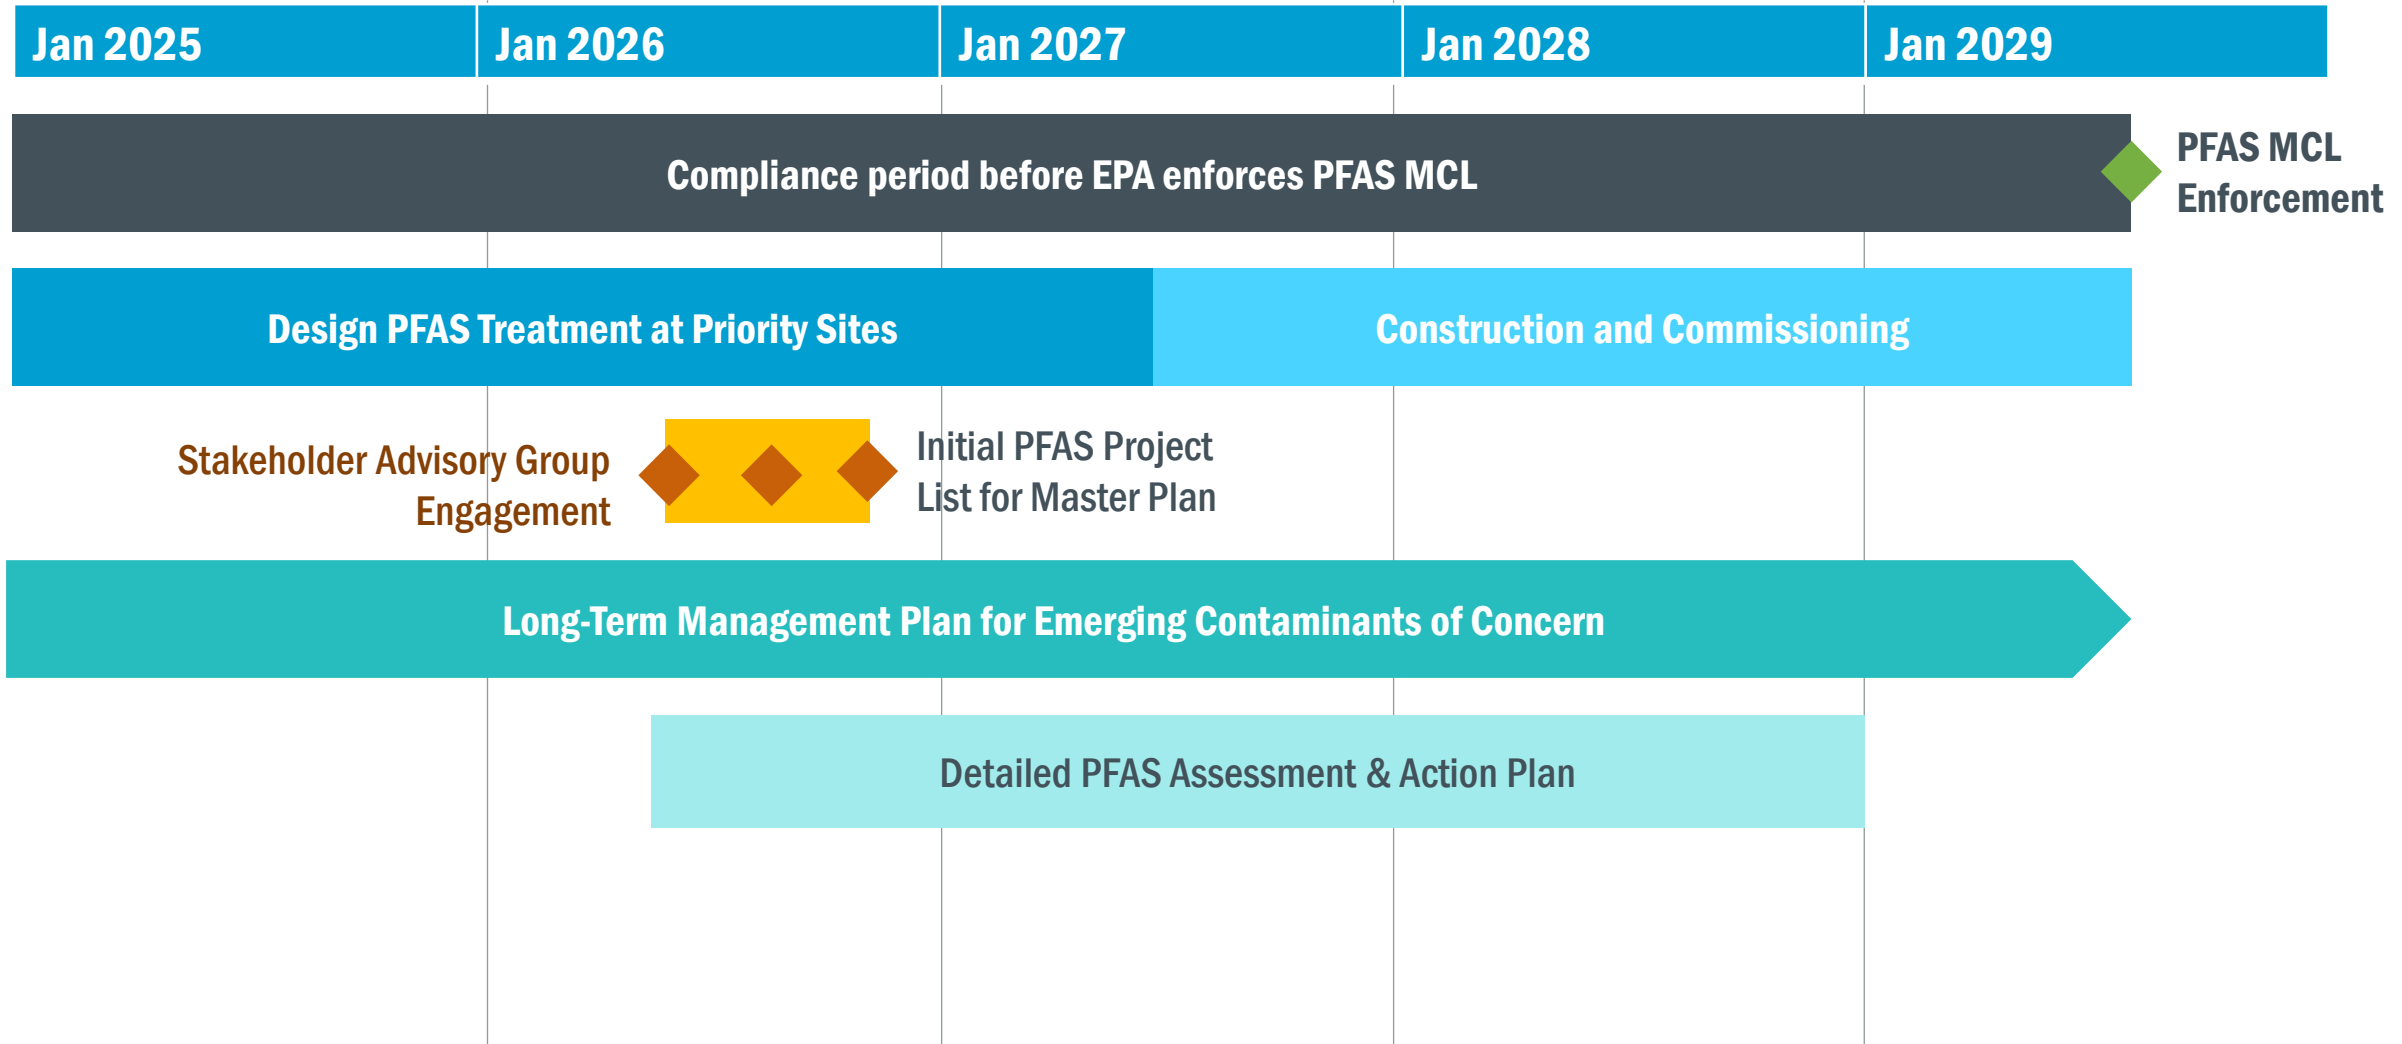 Jan 2025
Jan 2026
Jan 2027
Jan 2028
Jan 2029
Compliance period before EPA enforces PFAS MCL
PFAS MCL
Enforcement
Design PFAS Treatment at Priority Sites
Construction and Commissioning
Stakeholder Advisory Group
Engagement
Initial PFAS Project
List for Master Plan
Long-Term Management Plan for Emerging Contaminants of Concern
Detailed PFAS Assessment & Action Plan